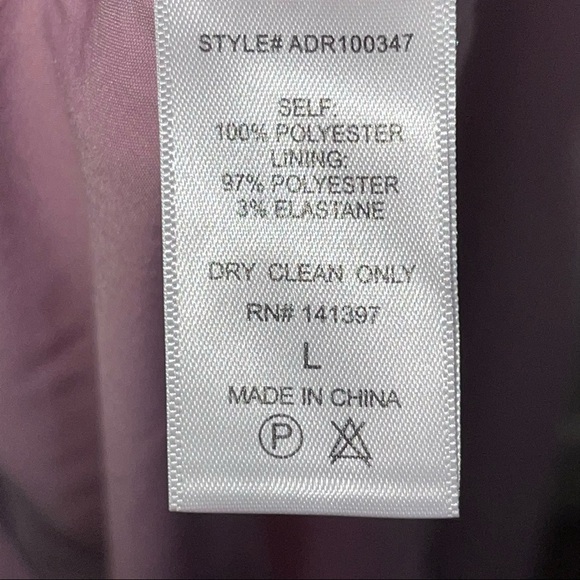 STYLE# ADR100347
SELF:
100% POLYESTER
LINING:
97% POLYESTER
3% ELASTANE
DRY CLEAN ONLY
RN# 141397
L
MADE IN CHINA
P